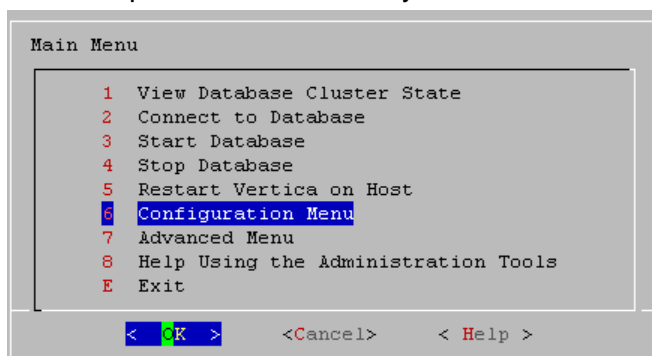 Main Menu
1 View Database Cluster State
2 Connect to Database
3 Start Database
4 Stop Database
5 Restart Vertica on Host
6 Configuration Menu
7 Advanced Menu
8 Help Using the Administration Tools
E Exit
< OK > <Cancel> < Help >